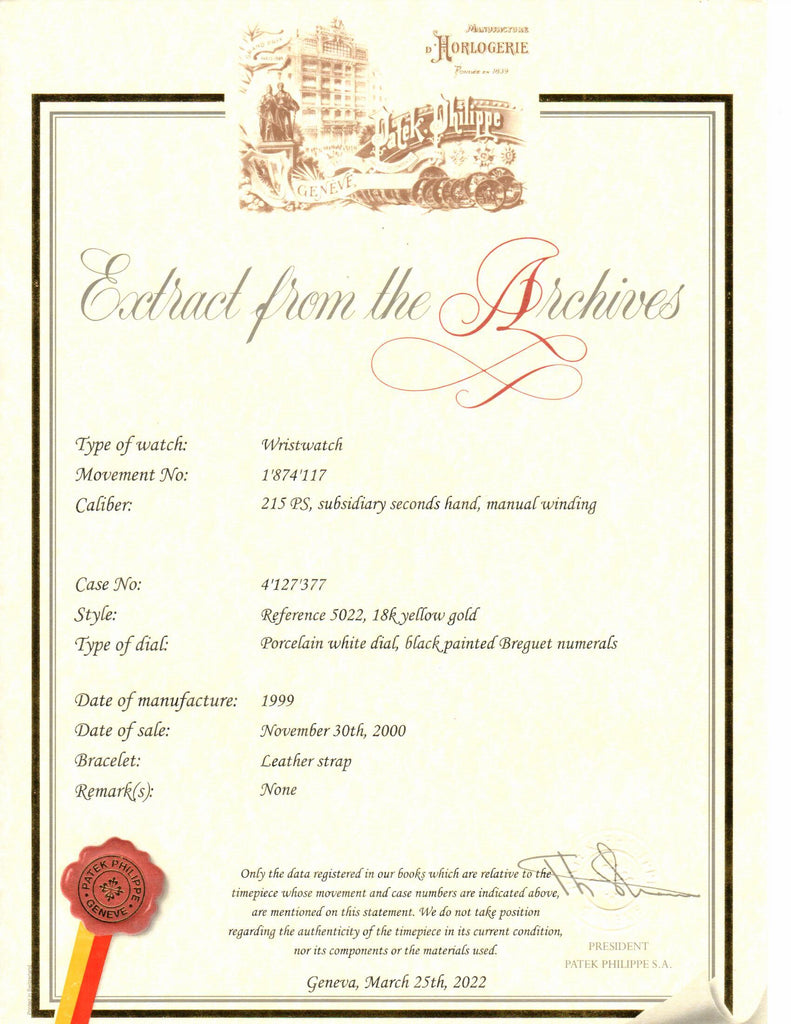 MANUFACTURE
D'HORLOGERIE
FONDÉE EN 1839
GRAND PRIX
Patek Philippe
GENÈVE
Extract from the Archives
Type of watch: Wristwatch
Movement No: 1'874'117
Caliber: 215 PS, subsidiary seconds hand, manual winding
Case No: 4'127'377
Style: Reference 5022, 18k yellow gold
Type of dial: Porcelain white dial, black painted Breguet numerals
Date of manufacture: 1999
Date of sale: November 30th, 2000
Bracelet: Leather strap
Remark(s): None
PATEK PHILIPPE
GENEVE
Only the data registered in our books which are relative to the
timepiece whose movement and case numbers are indicated above,
are mentioned on this statement. We do not take position
regarding the authenticity of the timepiece in its current condition,
nor its components or the materials used.
PRESIDENT
PATEK PHILIPPE S.A.
Geneva, March 25th, 2022